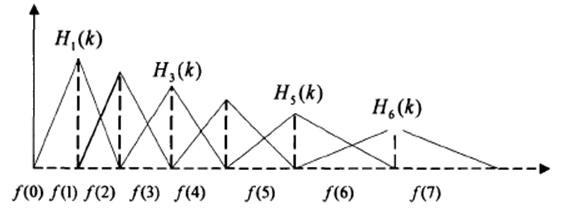 H₁(k)
H₃(k)
H₅(k)
H₆(k)
f(0) f(1) f(2) f(3) f(4) f(5) f(6) f(7)